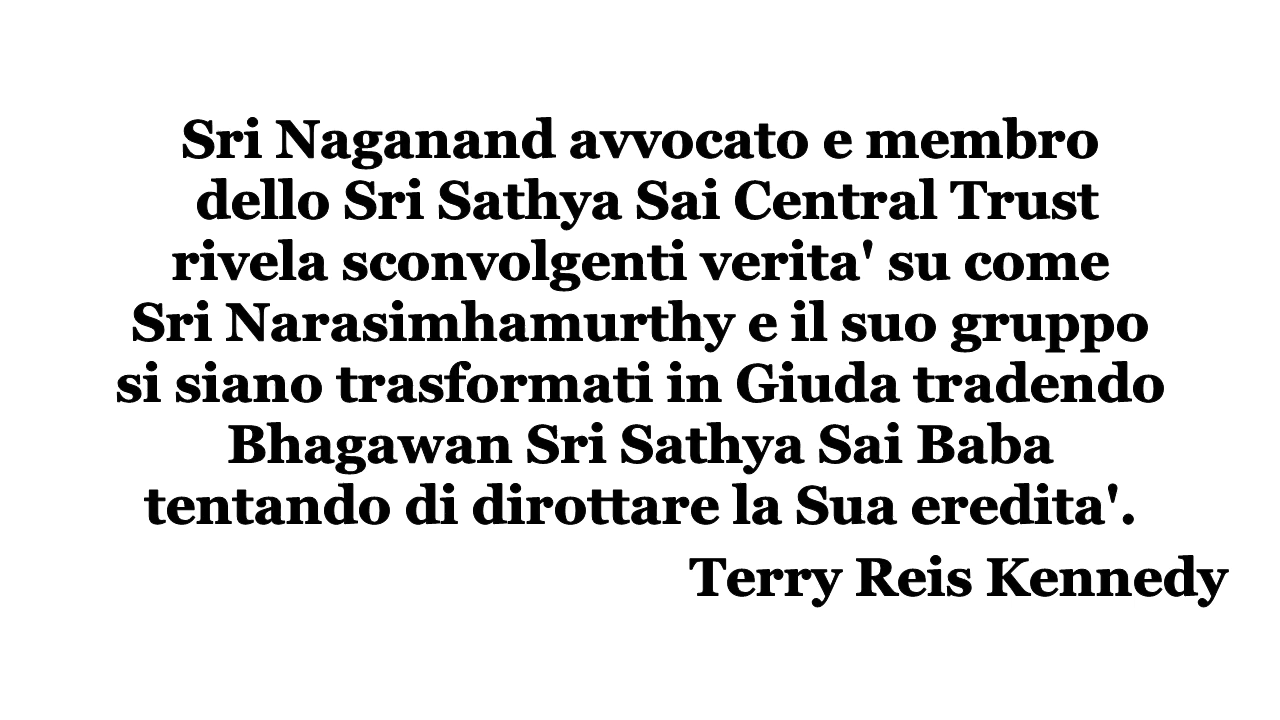 Sri Naganand avvocato e membro
dello Sri Sathya Sai Central Trust
rivela sconvolgenti verita' su come
Sri Narasimhamurthy e il suo gruppo
si siano trasformati in Giuda tradendo
Bhagawan Sri Sathya Sai Baba
tentando di dirottare la Sua eredita'.
Terry Reis Kennedy